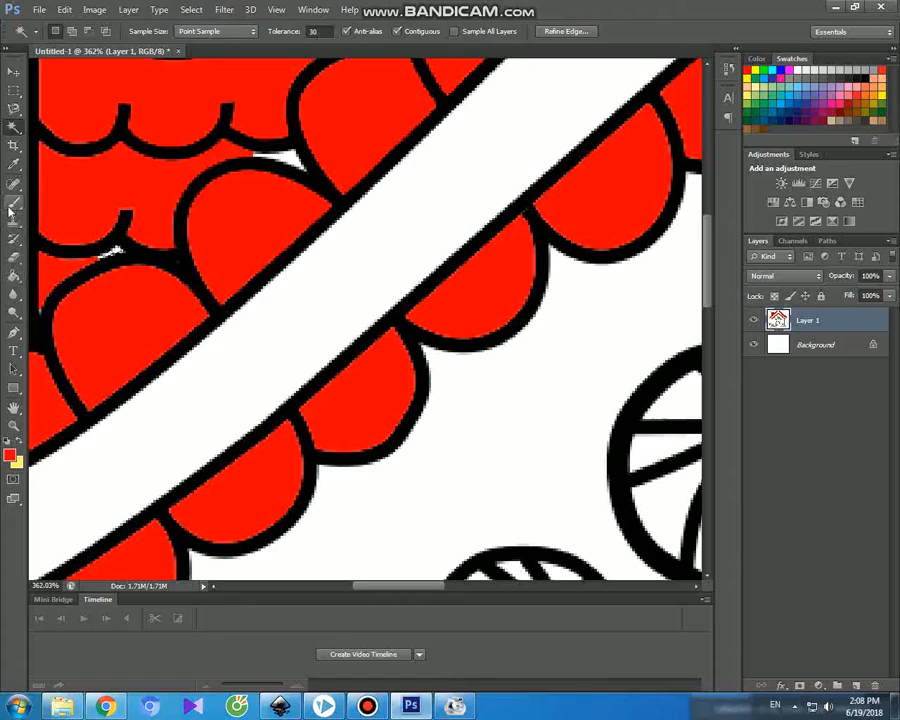 Ps File Edit Image Layer Type Select Filter 3D View Window Help www.BANDICAM.com
Sample Size: Point Sample Tolerance: 30 Anti-alias Contiguous Sample All Layers Refine Edge... Essentials
Untitled-1 @ 362% (Layer 1, RGB/8) * ×
Color Swatches
Adjustments Styles
Add an adjustment
Layers Channels Paths
Kind
Normal Opacity: 100%
Lock: Fill: 100%
Layer 1
Background
362.03% Doc: 1.71M/1.71M
Mini Bridge Timeline
Create Video Timeline
Ps EN 2:08 PM
6/19/2018